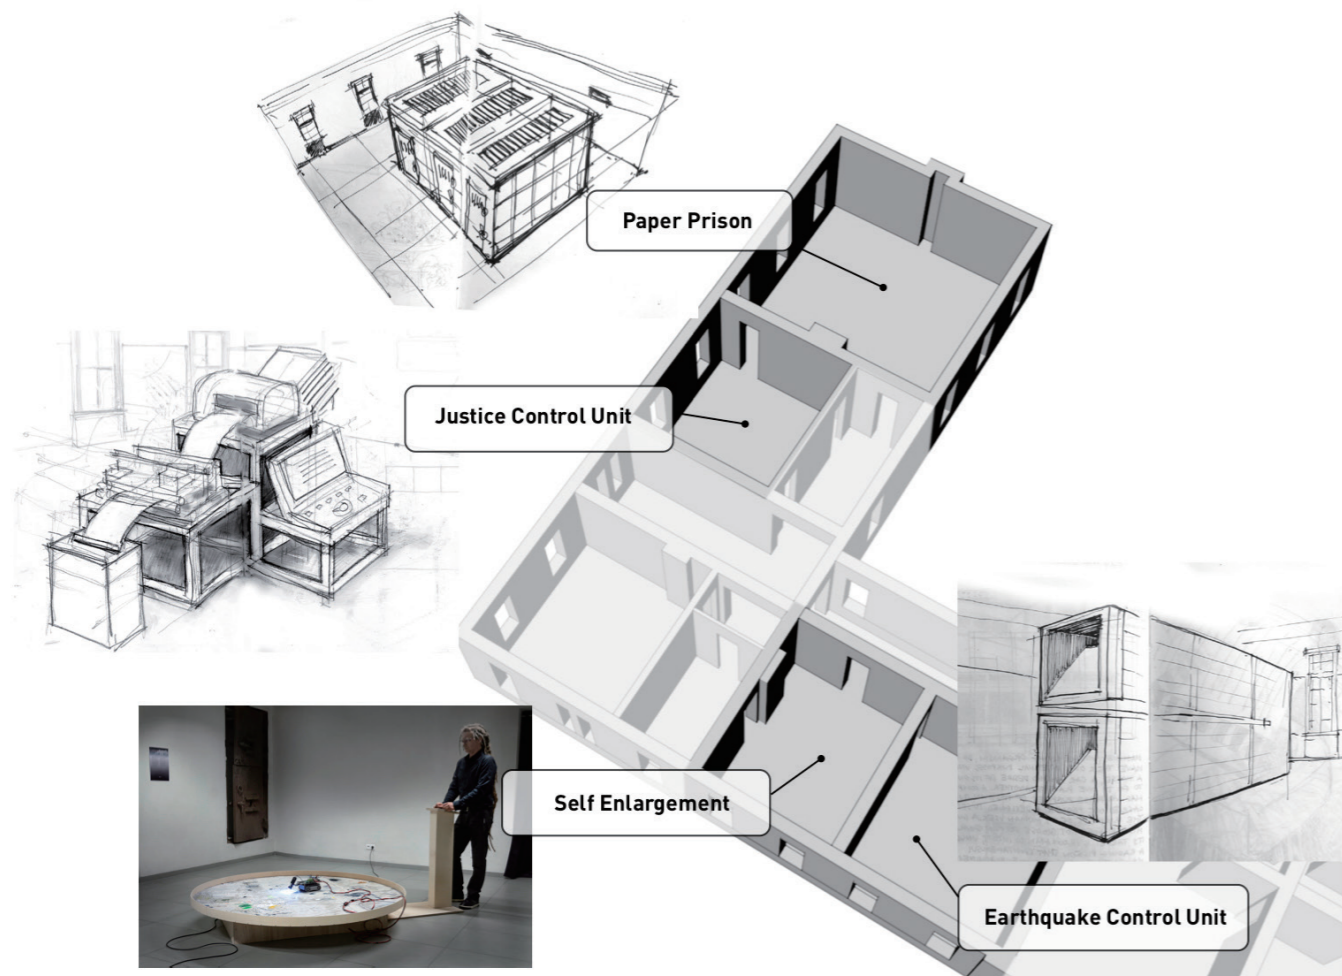 Paper Prison
Justice Control Unit
Self Enlargement
Earthquake Control Unit